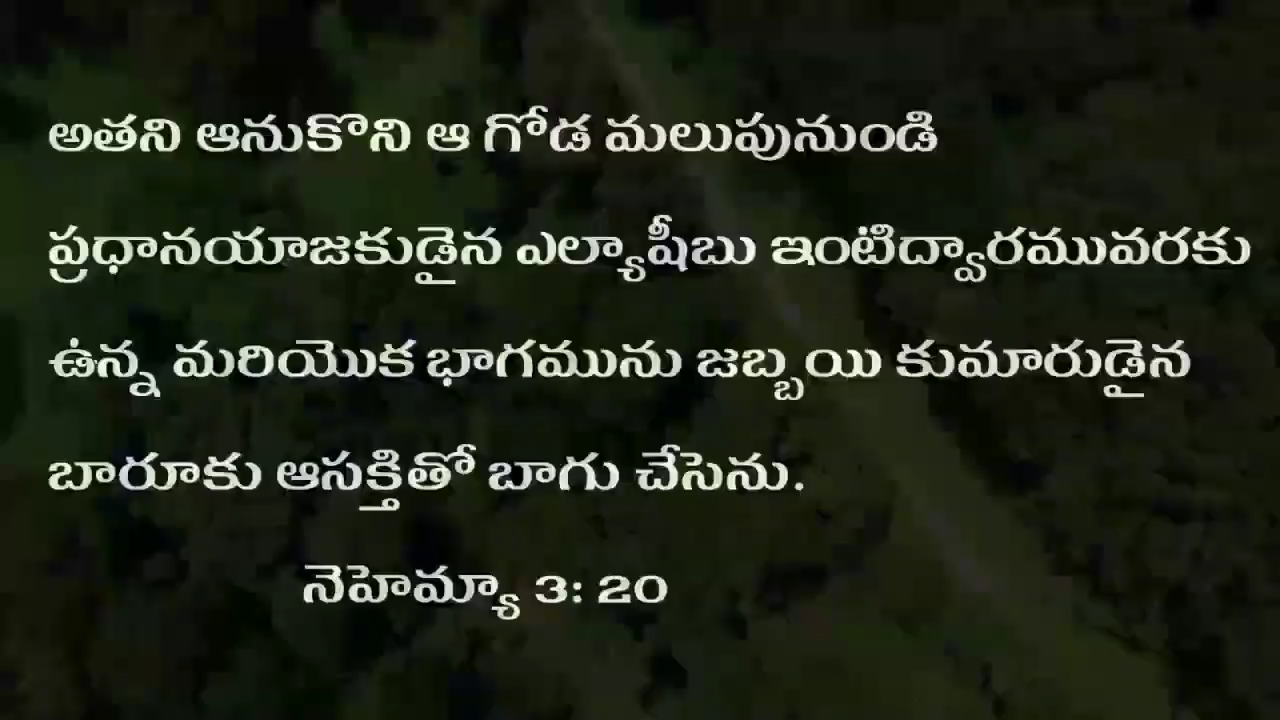 అతని ఆనుకొని ఆ గోడ మలుపునుండి
ప్రధానయాజకుడైన ఎల్యాషీబు ఇంటిద్వారమువరకు
ఉన్న మరియొక భాగమును జబ్బయి కుమారుడైన
బారూకు ఆసక్తితో బాగు చేసెను.
నెహెమ్యా 3: 20